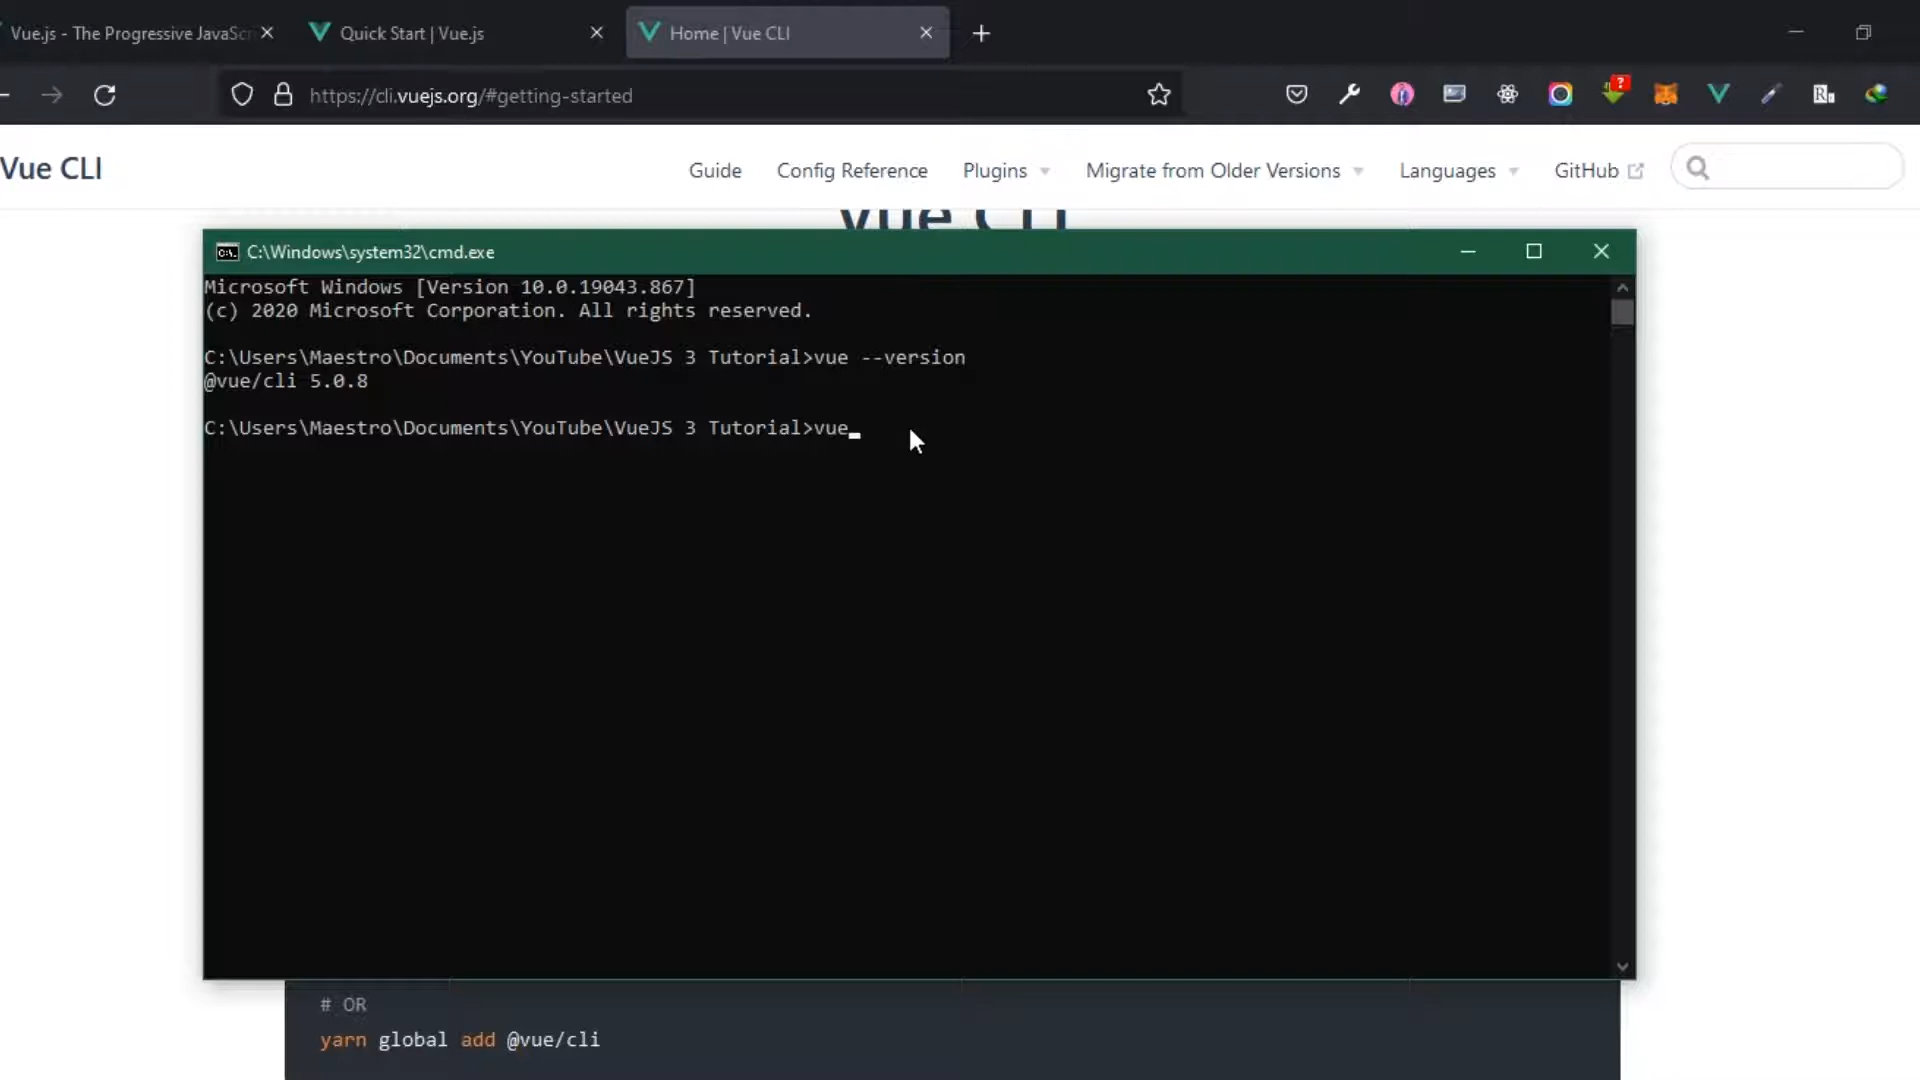 Vue.js - The Progressive JavaScr
Quick Start | Vue.js
Home | Vue CLI
https://cli.vuejs.org/#getting-started
Vue CLI
Guide
Config Reference
Plugins
Migrate from Older Versions
Languages
GitHub
Vue CLI
C:\Windows\system32\cmd.exe
Microsoft Windows [Version 10.0.19043.867]
(c) 2020 Microsoft Corporation. All rights reserved.
C:\Users\Maestro\Documents\YouTube\VueJS 3 Tutorial>vue --version
@vue/cli 5.0.8
C:\Users\Maestro\Documents\YouTube\VueJS 3 Tutorial>vue
# OR
yarn global add @vue/cli